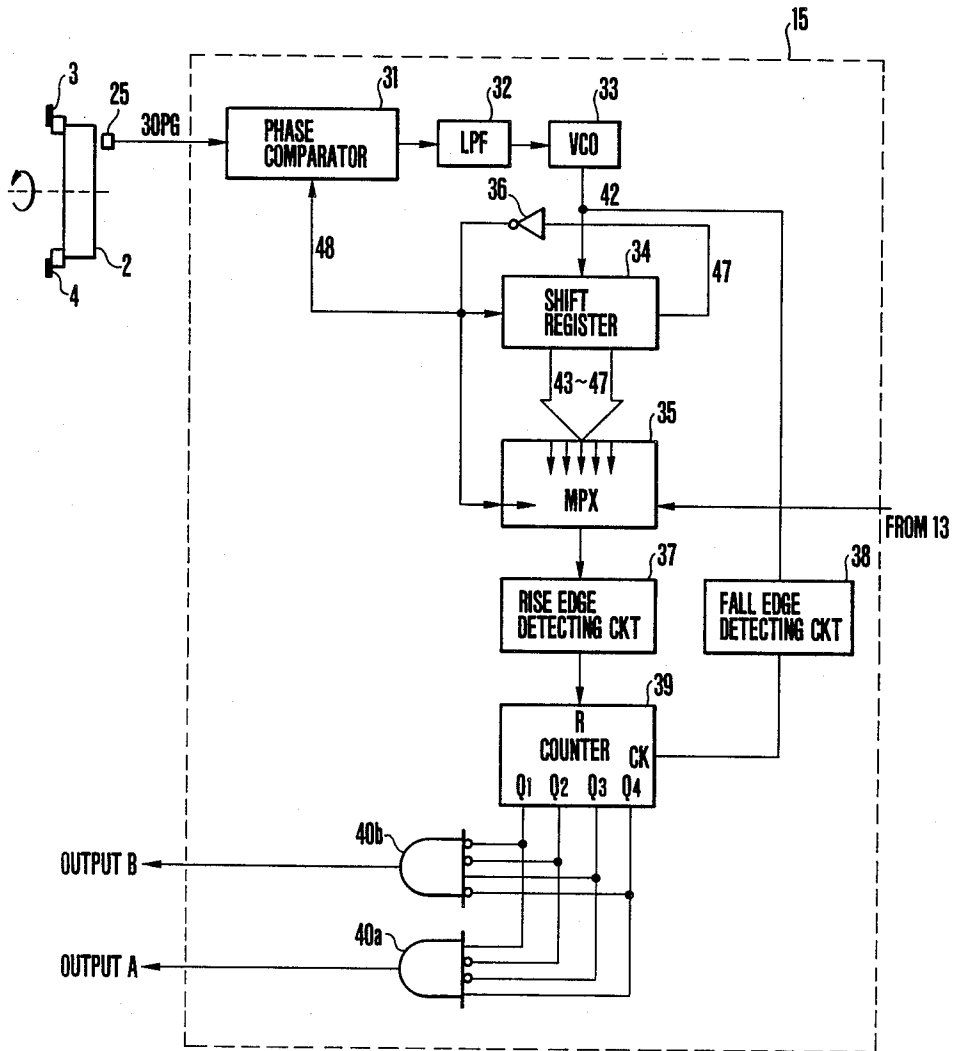 15
3
25
30PG
31
PHASE
COMPARATOR
32
LPF
33
VCO
36
42
48
34
47
2
4
SHIFT
REGISTER
43~47
35
MPX
FROM 13
37
38
RISE EDGE
DETECTING CKT
FALL EDGE
DETECTING CKT
39
R
COUNTER
CK
Q1 Q2 Q3 Q4
40b
OUTPUT B
40a
OUTPUT A